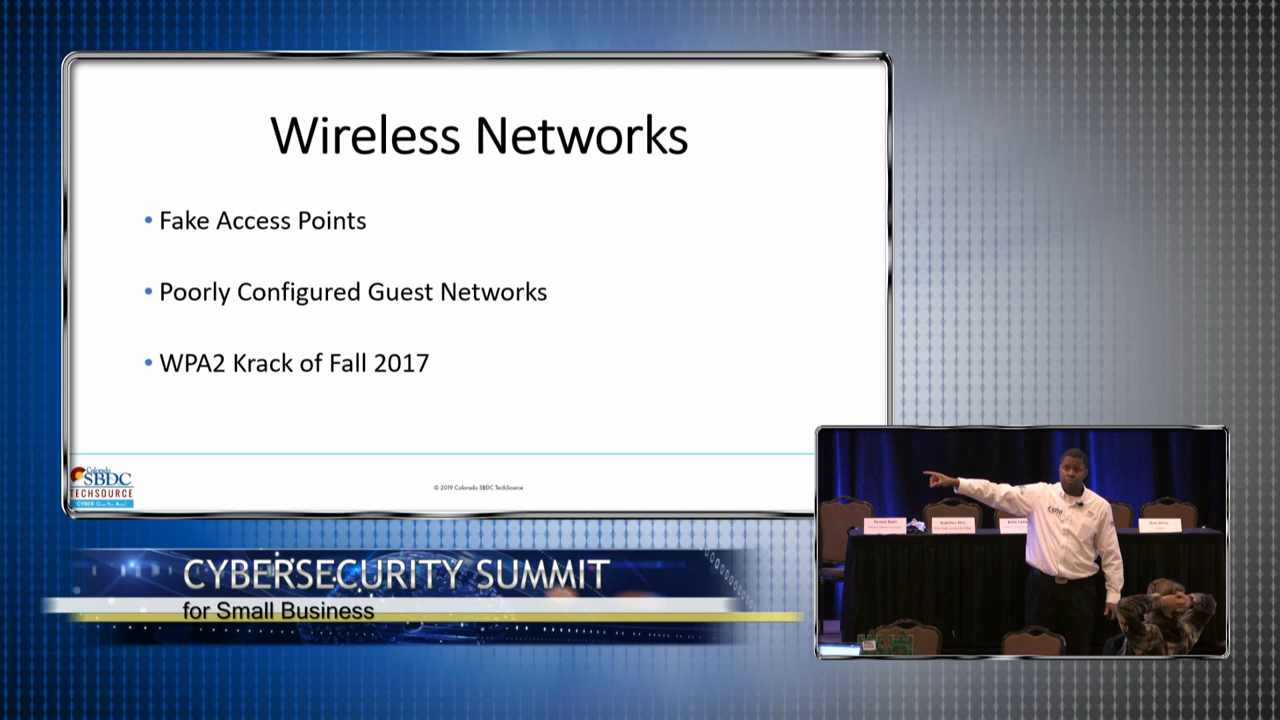 Wireless Networks
• Fake Access Points
• Poorly Configured Guest Networks
• WPA2 Krack of Fall 2017
Colorado
SBDC
TECHSOURCE
© 2019 Colorado SBDC TechSource
CYBERSECURITY SUMMIT
for Small Business